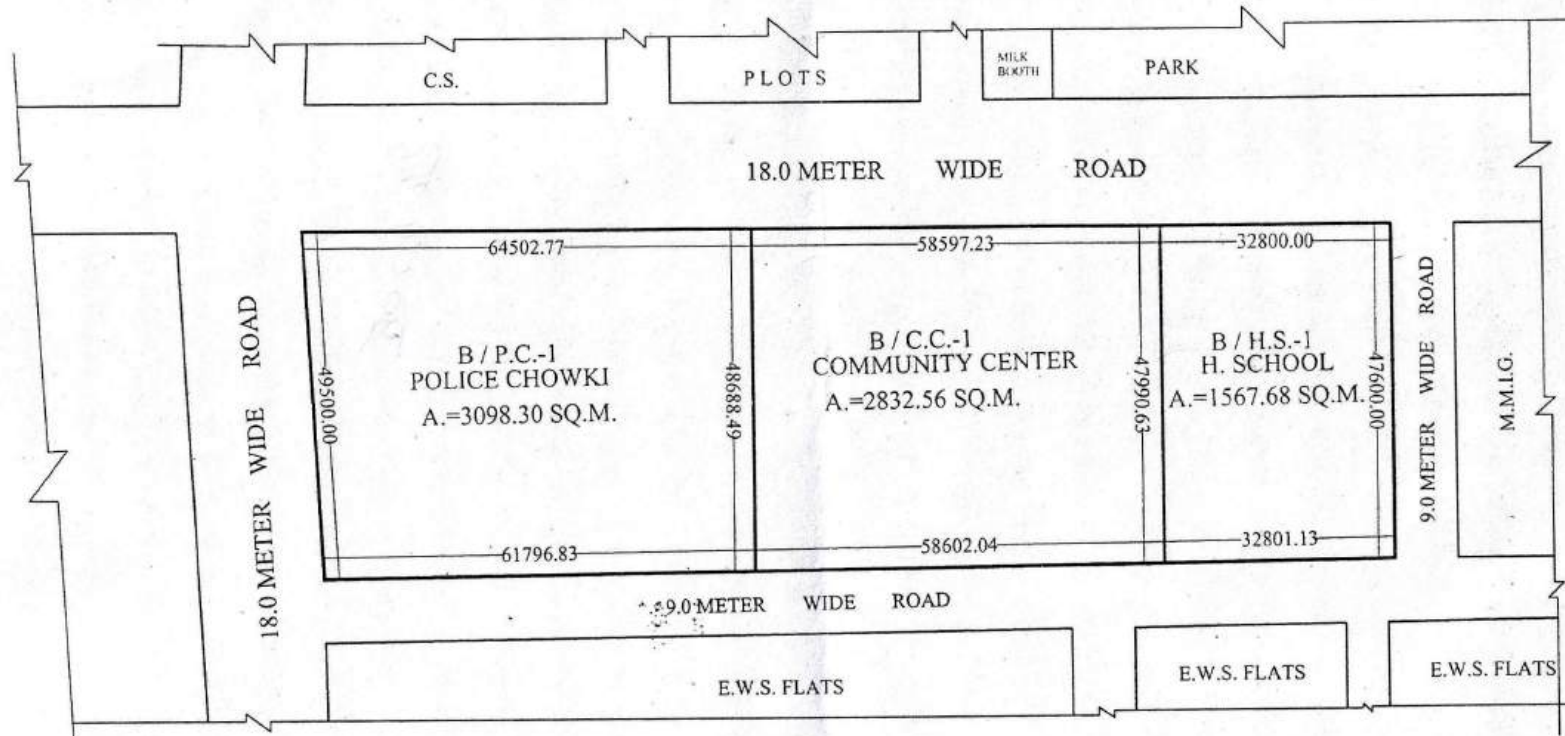 C.S.
PLOTS
MILK
BOOTH
PARK
18.0 METER WIDE ROAD
64502.77
58597.23
32800.00
18.0 METER WIDE ROAD
49500.00
B / P.C.-1
POLICE CHOWKI
A.=3098.30 SQ.M.
48688.49
B / C.C.-1
COMMUNITY CENTER
A.=2832.56 SQ.M.
47990.63
B / H.S.-1
H. SCHOOL
A.=1567.68 SQ.M.
47600.00
9.0 METER WIDE ROAD
M.M.I.G.
61796.83
58602.04
32801.13
9.0 METER WIDE ROAD
E.W.S. FLATS
E.W.S. FLATS
E.W.S. FLATS